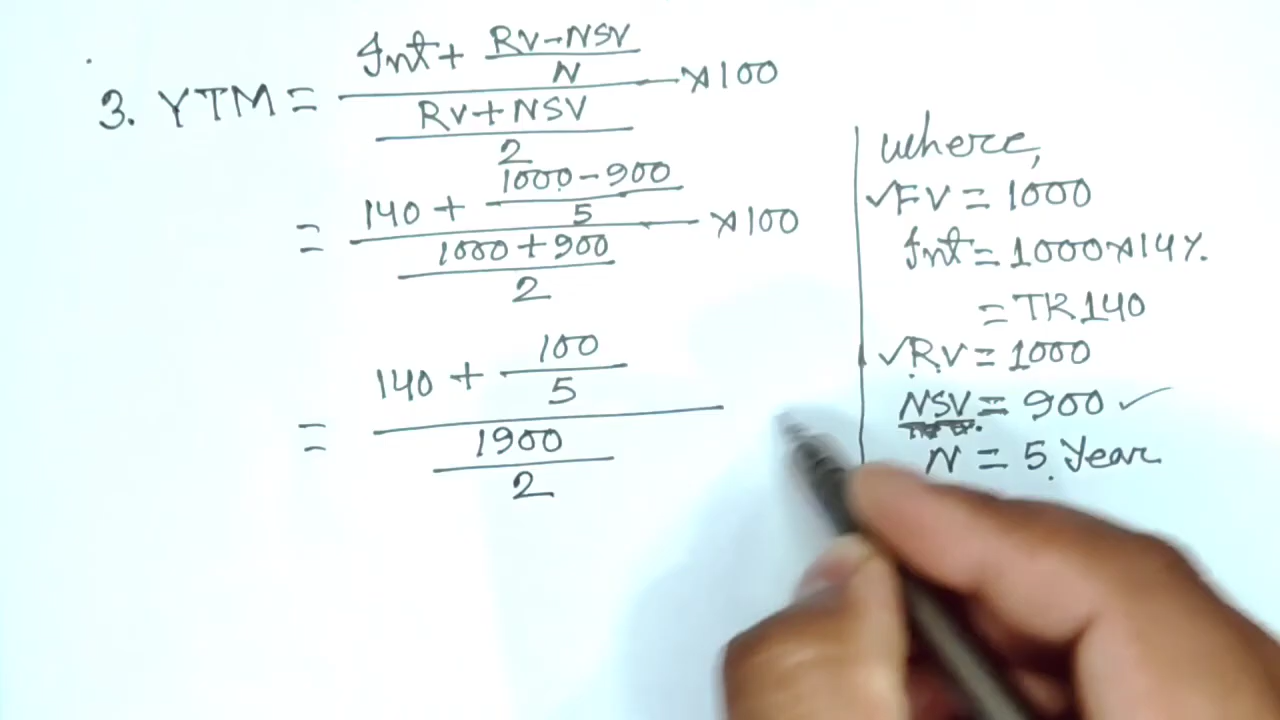 3. YTM = Int + RV-NSV / N / RV+NSV / 2 × 100
= 140 + 1000-900 / 5 / 1000+900 / 2 × 100
= 140 + 100 / 5 / 1900 / 2
where,
✓FV = 1000
Int = 1000×14%.
= TK 140
✓RV = 1000
NSV = 900 ✓
N = 5 Year